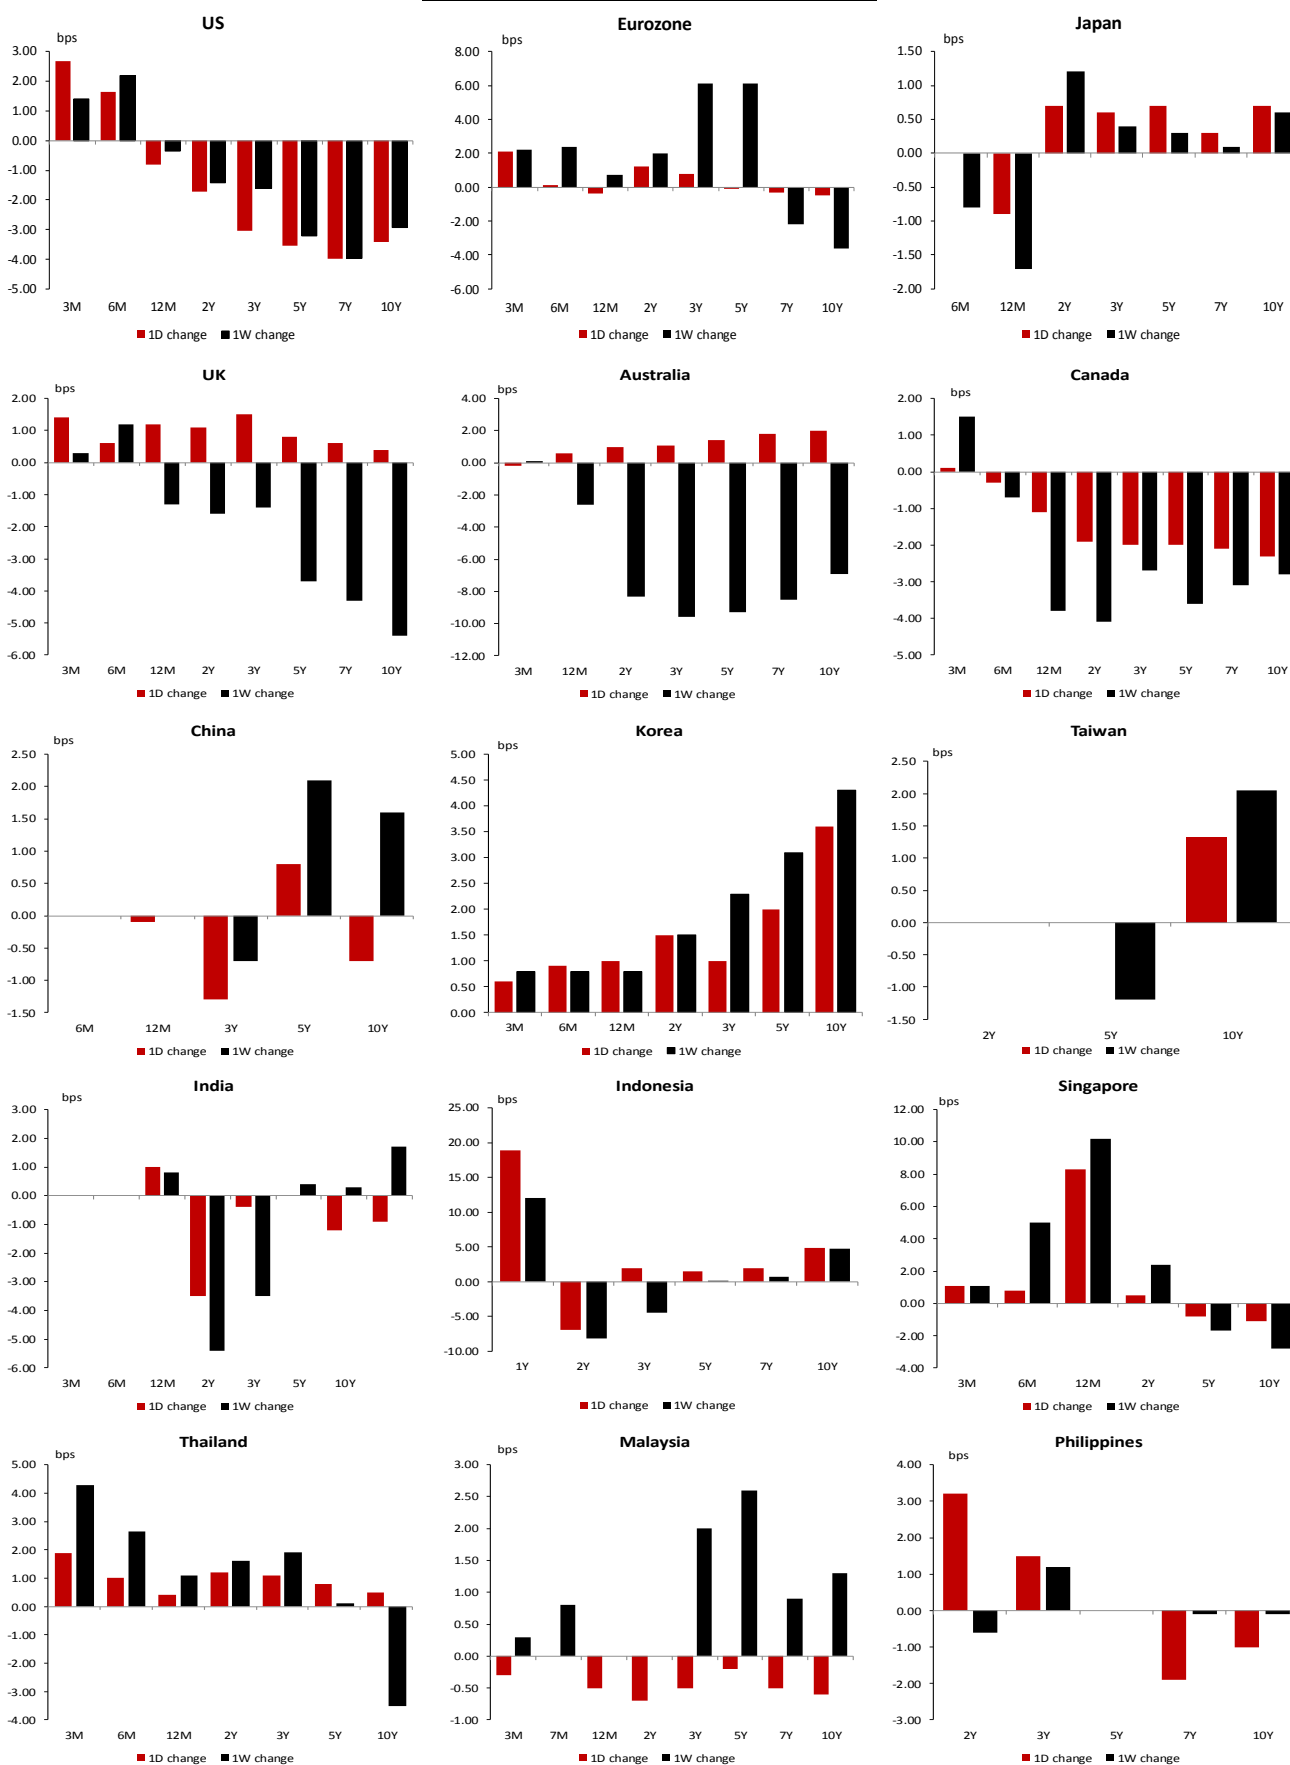 US
bps
3.00
2.00
1.00
0.00
-1.00
-2.00
-3.00
-4.00
-5.00
3M 6M 12M 2Y 3Y 5Y 7Y 10Y
1D change 1W change
Eurozone
bps
8.00
6.00
4.00
2.00
0.00
-2.00
-4.00
-6.00
3M 6M 12M 2Y 3Y 5Y 7Y 10Y
1D change 1W change
Japan
bps
1.50
1.00
0.50
0.00
-0.50
-1.00
-1.50
-2.00
6M 12M 2Y 3Y 5Y 7Y 10Y
1D change 1W change
UK
bps
2.00
1.00
0.00
-1.00
-2.00
-3.00
-4.00
-5.00
-6.00
3M 6M 12M 2Y 3Y 5Y 7Y 10Y
1D change 1W change
Australia
bps
4.00
2.00
0.00
-2.00
-4.00
-6.00
-8.00
-10.00
-12.00
3M 12M 2Y 3Y 5Y 7Y 10Y
1D change 1W change
Canada
bps
2.00
1.00
0.00
-1.00
-2.00
-3.00
-4.00
-5.00
3M 6M 12M 2Y 3Y 5Y 7Y 10Y
1D change 1W change
China
bps
2.50
2.00
1.50
1.00
0.50
0.00
-0.50
-1.00
-1.50
6M 12M 3Y 5Y 10Y
1D change 1W change
Korea
bps
5.00
4.50
4.00
3.50
3.00
2.50
2.00
1.50
1.00
0.50
0.00
3M 6M 12M 2Y 3Y 5Y 10Y
1D change 1W change
Taiwan
bps
2.50
2.00
1.50
1.00
0.50
0.00
-0.50
-1.00
-1.50
2Y 5Y 10Y
1D change 1W change
India
bps
3.00
2.00
1.00
0.00
-1.00
-2.00
-3.00
-4.00
-5.00
-6.00
3M 6M 12M 2Y 3Y 5Y 10Y
1D change 1W change
Indonesia
bps
25.00
20.00
15.00
10.00
5.00
0.00
-5.00
-10.00
1Y 2Y 3Y 5Y 7Y 10Y
1D change 1W change
Singapore
bps
12.00
10.00
8.00
6.00
4.00
2.00
0.00
-2.00
-4.00
3M 6M 12M 2Y 5Y 10Y
1D change 1W change
Thailand
bps
5.00
4.00
3.00
2.00
1.00
0.00
-1.00
-2.00
-3.00
-4.00
3M 6M 12M 2Y 3Y 5Y 10Y
1D change 1W change
Malaysia
bps
3.00
2.50
2.00
1.50
1.00
0.50
0.00
-0.50
-1.00
3M 7M 12M 2Y 3Y 5Y 7Y 10Y
1D change 1W change
Philippines
bps
4.00
3.00
2.00
1.00
0.00
-1.00
-2.00
-3.00
2Y 3Y 5Y 7Y 10Y
1D change 1W change